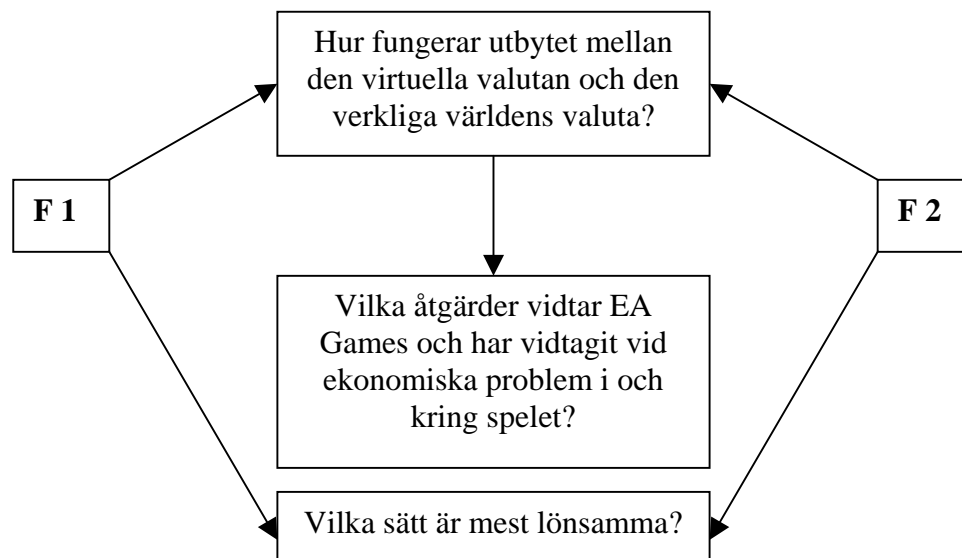 Hur fungerar utbytet mellan
den virtuella valutan och den
verkliga världens valuta?
F 1
F 2
Vilka åtgärder vidtar EA
Games och har vidtagit vid
ekonomiska problem i och
kring spelet?
Vilka sätt är mest lönsamma?